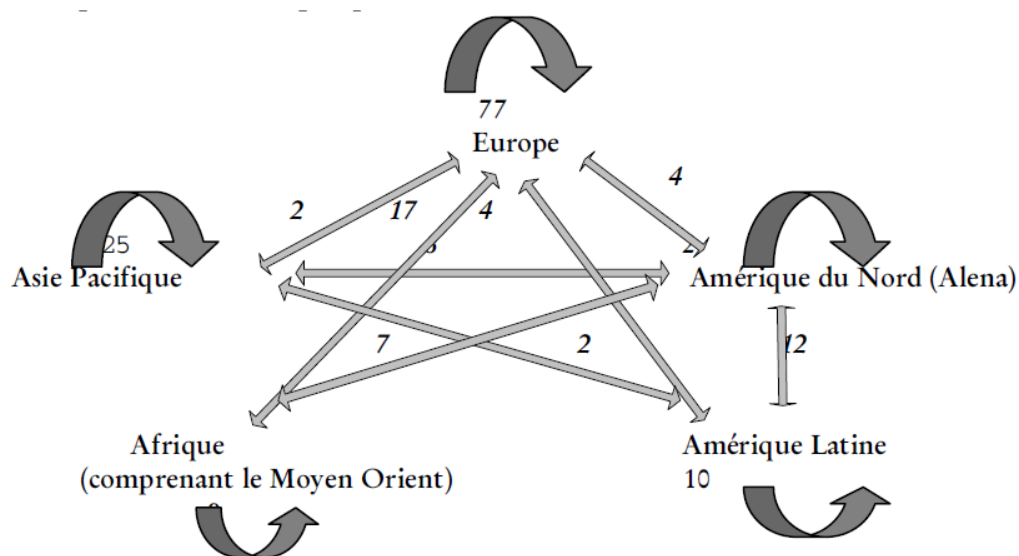 77
Europe
4
2
17
4
25
Asie Pacifique
Amérique du Nord (Alena)
7
2
12
Afrique
Amérique Latine
(comprenant le Moyen Orient)
10